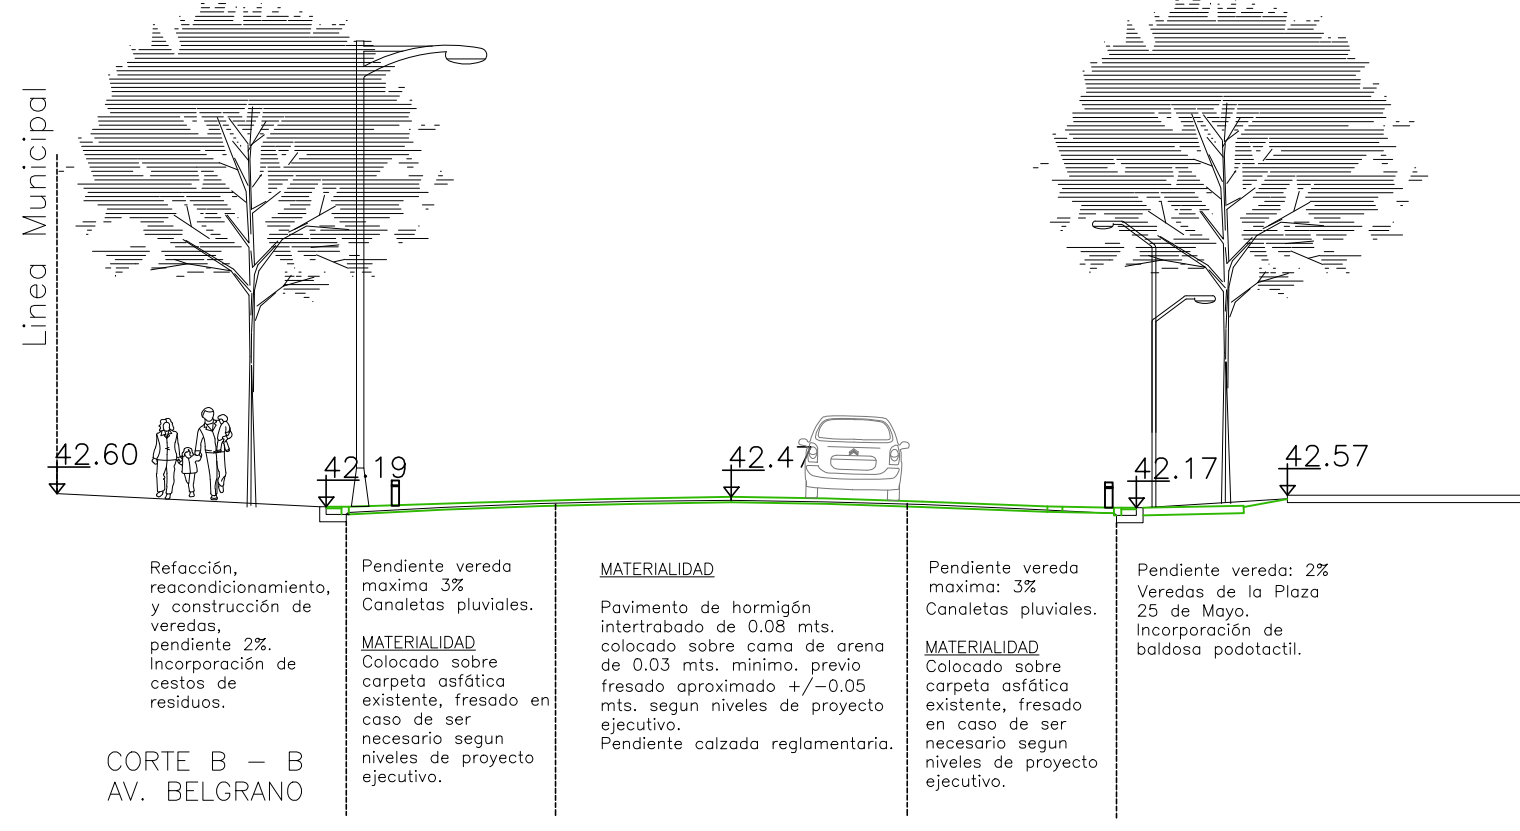 Linea Municipal
42.60
42.19
42.47
42.17
42.57
Refacción,
reacondicionamiento,
y construcción de
veredas,
pendiente 2%.
Incorporación de
cestos de
residuos.
Pendiente vereda
maxima 3%
Canaletas pluviales.
MATERIALIDAD
Colocado sobre
carpeta asfática
existente, fresado en
caso de ser
necesario segun
niveles de proyecto
ejecutivo.
MATERIALIDAD
Pavimento de hormigón
intertrabado de 0.08 mts.
colocado sobre cama de arena
de 0.03 mts. minimo. previo
fresado aproximado +/-0.05
mts. segun niveles de proyecto
ejecutivo.
Pendiente calzada reglamentaria.
Pendiente vereda
maxima: 3%
Canaletas pluviales.
MATERIALIDAD
Colocado sobre
carpeta asfática
existente, fresado
en caso de ser
necesario segun
niveles de proyecto
ejecutivo.
Pendiente vereda: 2%
Veredas de la Plaza
25 de Mayo.
Incorporación de
baldosa podotactil.
CORTE B - B
AV. BELGRANO